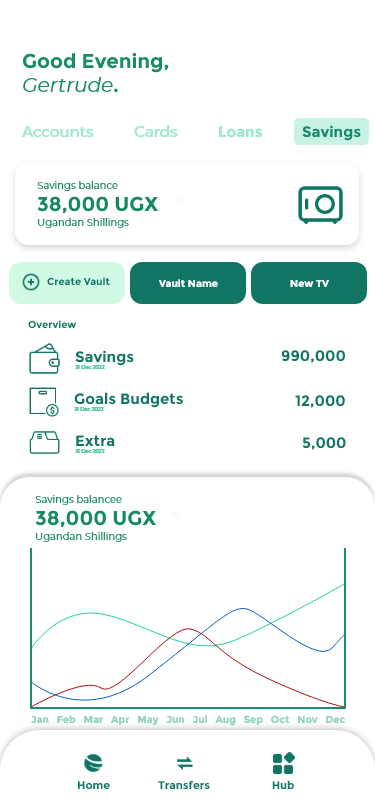 Good Evening,
Gertrude.
Accounts Cards Loans Savings
Savings balance
38,000 UGX
Ugandan Shillings
Create Vault Vault Name New TV
Overview
Savings 990,000
31 Dec 2022
Goals Budgets 12,000
31 Dec 2022
Extra 5,000
31 Dec 2022
Savings balancee
38,000 UGX
Ugandan Shillings
Jan Feb Mar Apr May Jun Jul Aug Sep Oct Nov Dec
Home Transfers Hub